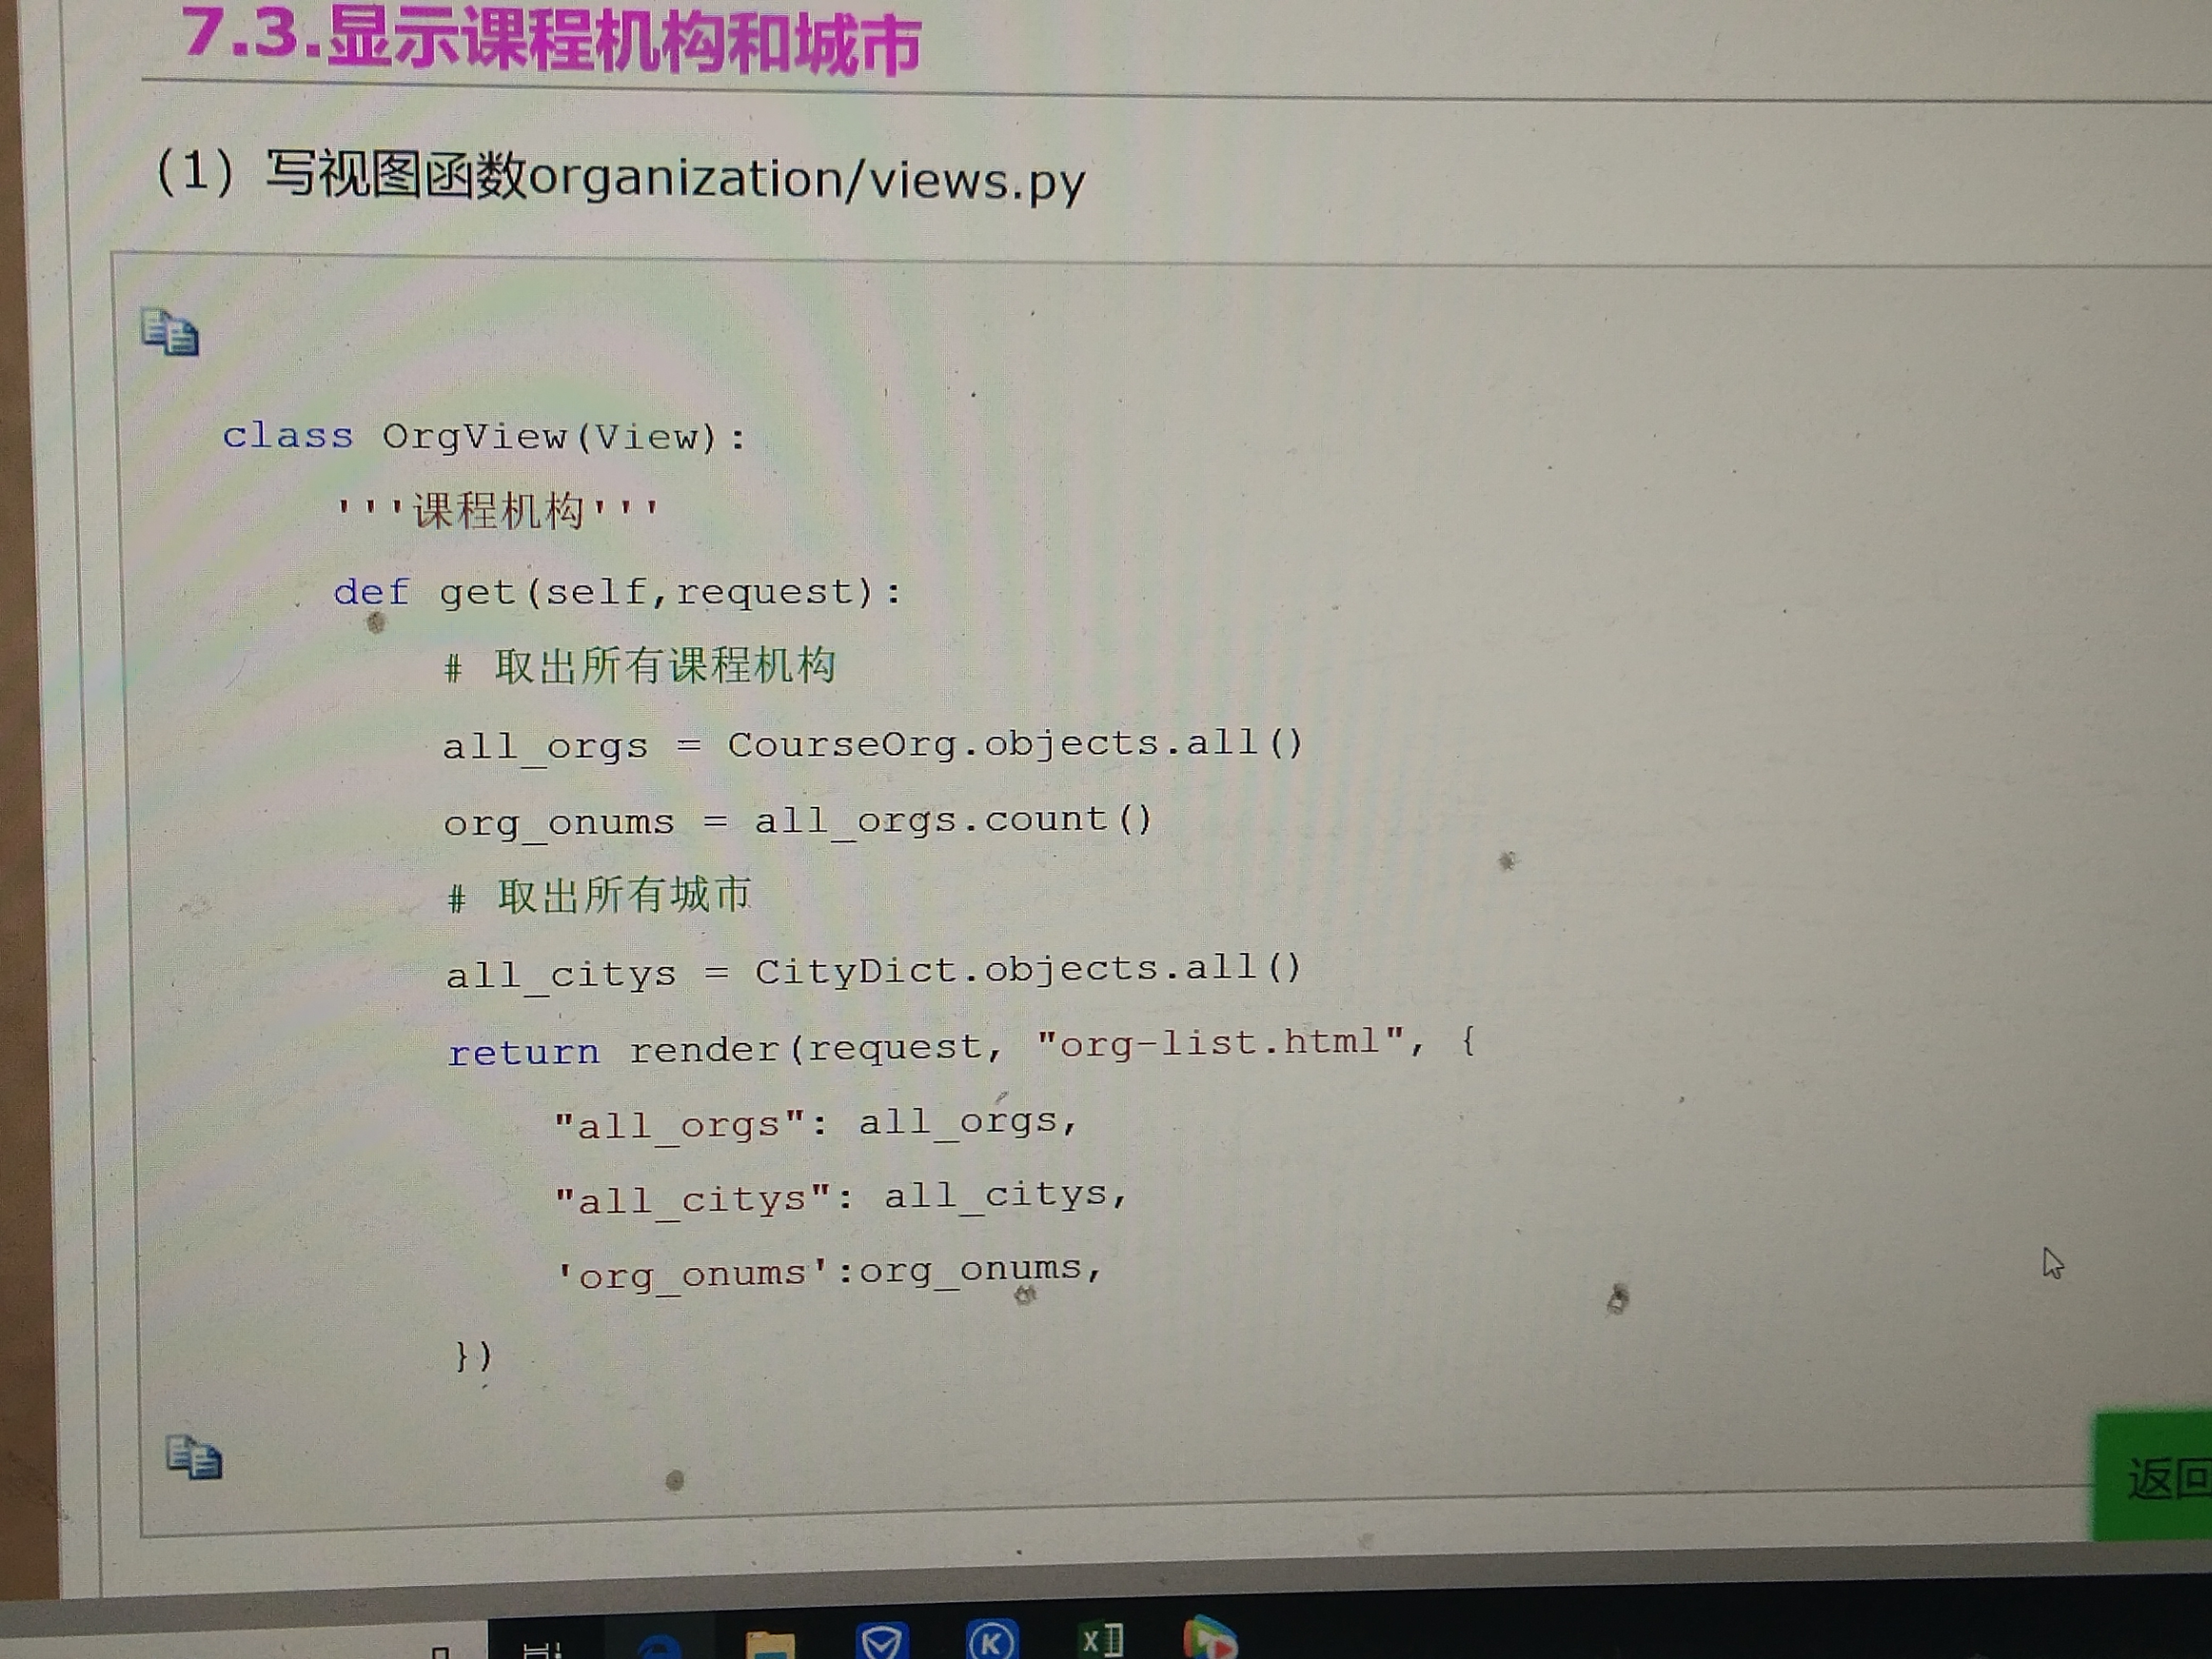 7.3.显示课程机构和城市
(1) 写视图函数organization/views.py
class OrgView(View):
'''课程机构'''
def get(self,request):
# 取出所有课程机构
all_orgs = CourseOrg.objects.all()
org_onums = all_orgs.count()
# 取出所有城市
all_citys = CityDict.objects.all()
return render(request, "org-list.html", {
"all_orgs": all_orgs,
"all_citys": all_citys,
'org_onums':org_onums,
})
返回